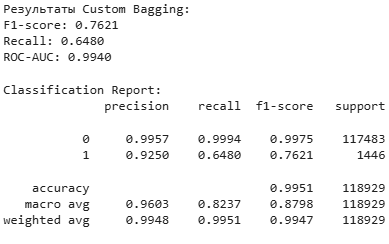 Результаты Custom Bagging:
F1-score: 0.7621
Recall: 0.6480
ROC-AUC: 0.9940

Classification Report:
              precision    recall  f1-score   support

           0     0.9957    0.9994    0.9975    117483
           1     0.9250    0.6480    0.7621      1446

    accuracy                         0.9951    118929
   macro avg     0.9603    0.8237    0.8798    118929
weighted avg     0.9948    0.9951    0.9947    118929